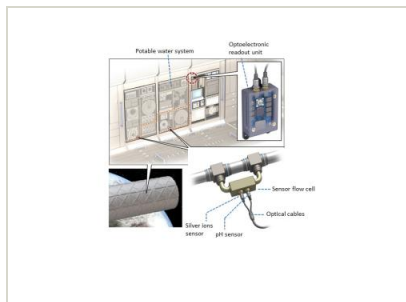 Potable water system
Optoelectronic
readout unit
Sensor flow cell
Optical cables
Silver ions
sensor
pH sensor